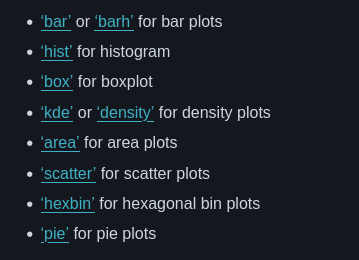 • ‘bar’ or ‘barh’ for bar plots
• ‘hist’ for histogram
• ‘box’ for boxplot
• ‘kde’ or ‘density’ for density plots
• ‘area’ for area plots
• ‘scatter’ for scatter plots
• ‘hexbin’ for hexagonal bin plots
• ‘pie’ for pie plots